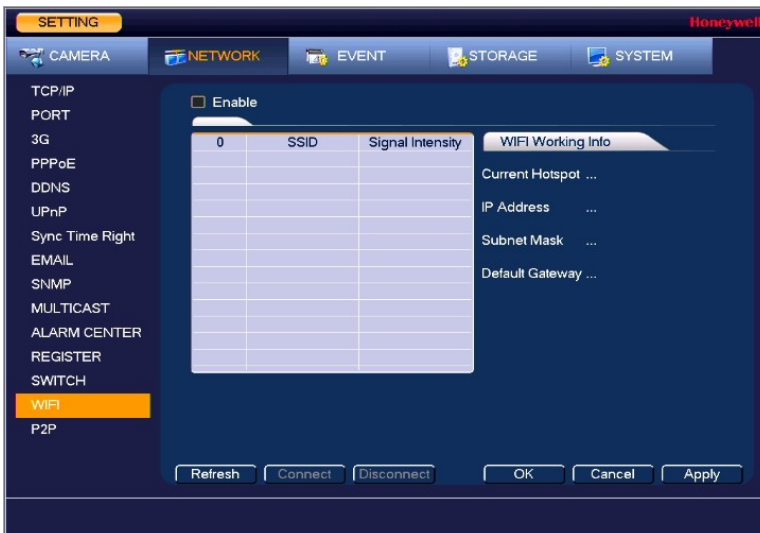 SETTING
Honeywell
CAMERA
NETWORK
EVENT
STORAGE
SYSTEM
TCP/IP
PORT
3G
PPPoE
DDNS
UPnP
Sync Time Right
EMAIL
SNMP
MULTICAST
ALARM CENTER
REGISTER
SWITCH
WIFI
P2P
Enable
0 SSID Signal Intensity
WIFI Working Info
Current Hotspot ...
IP Address ...
Subnet Mask ...
Default Gateway ...
Refresh Connect Disconnect OK Cancel Apply